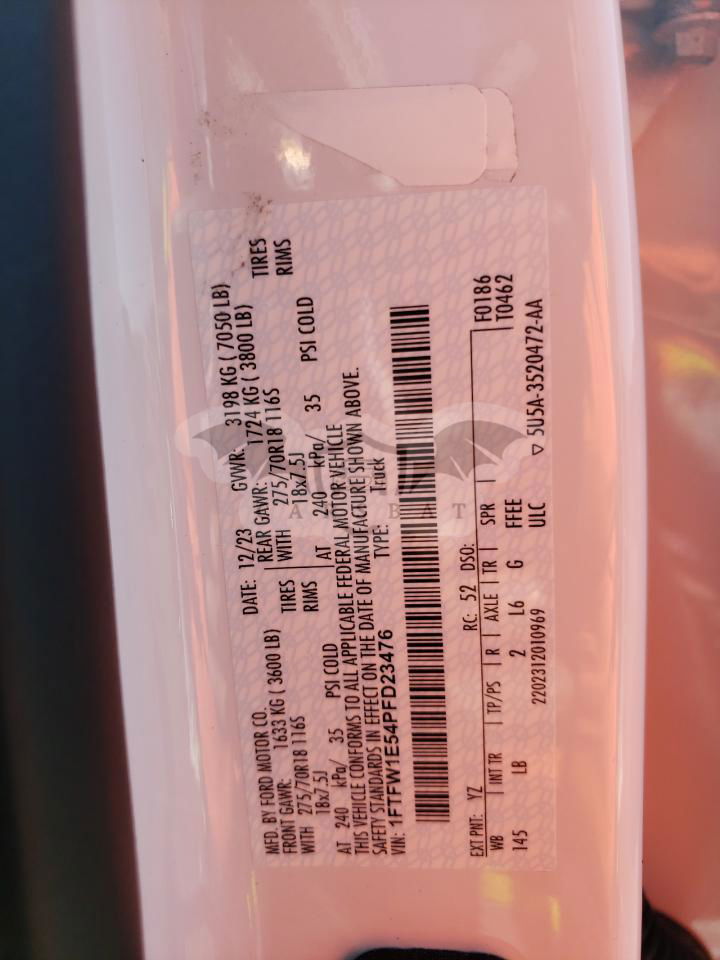 MFD. BY FORD MOTOR CO.
DATE: 12/23 GVWR: 3198 KG ( 7050 LB)
FRONT GAWR: 1633 KG ( 3600 LB)
REAR GAWR: 1724 KG ( 3800 LB)
WITH 275/70R18 116S TIRES
WITH 275/70R18 116S TIRES
18x7.5J RIMS
18x7.5J RIMS
AT 240 kPa/ 35 PSI COLD
AT 240 kPa/ 35 PSI COLD
THIS VEHICLE CONFORMS TO ALL APPLICABLE FEDERAL MOTOR VEHICLE
SAFETY STANDARDS IN EFFECT ON THE DATE OF MANUFACTURE SHOWN ABOVE.
VIN: 1FTFW1E54PFD23476 TYPE: Truck
EXT PNT: YZ RC: 52 DSO: F0186
WB INT TR TP/PS R AXLE TR SPR T0462
145 LB 2 L6 G FFEE
2202312010969 ULC ▽ 5U5A-3520472-AA